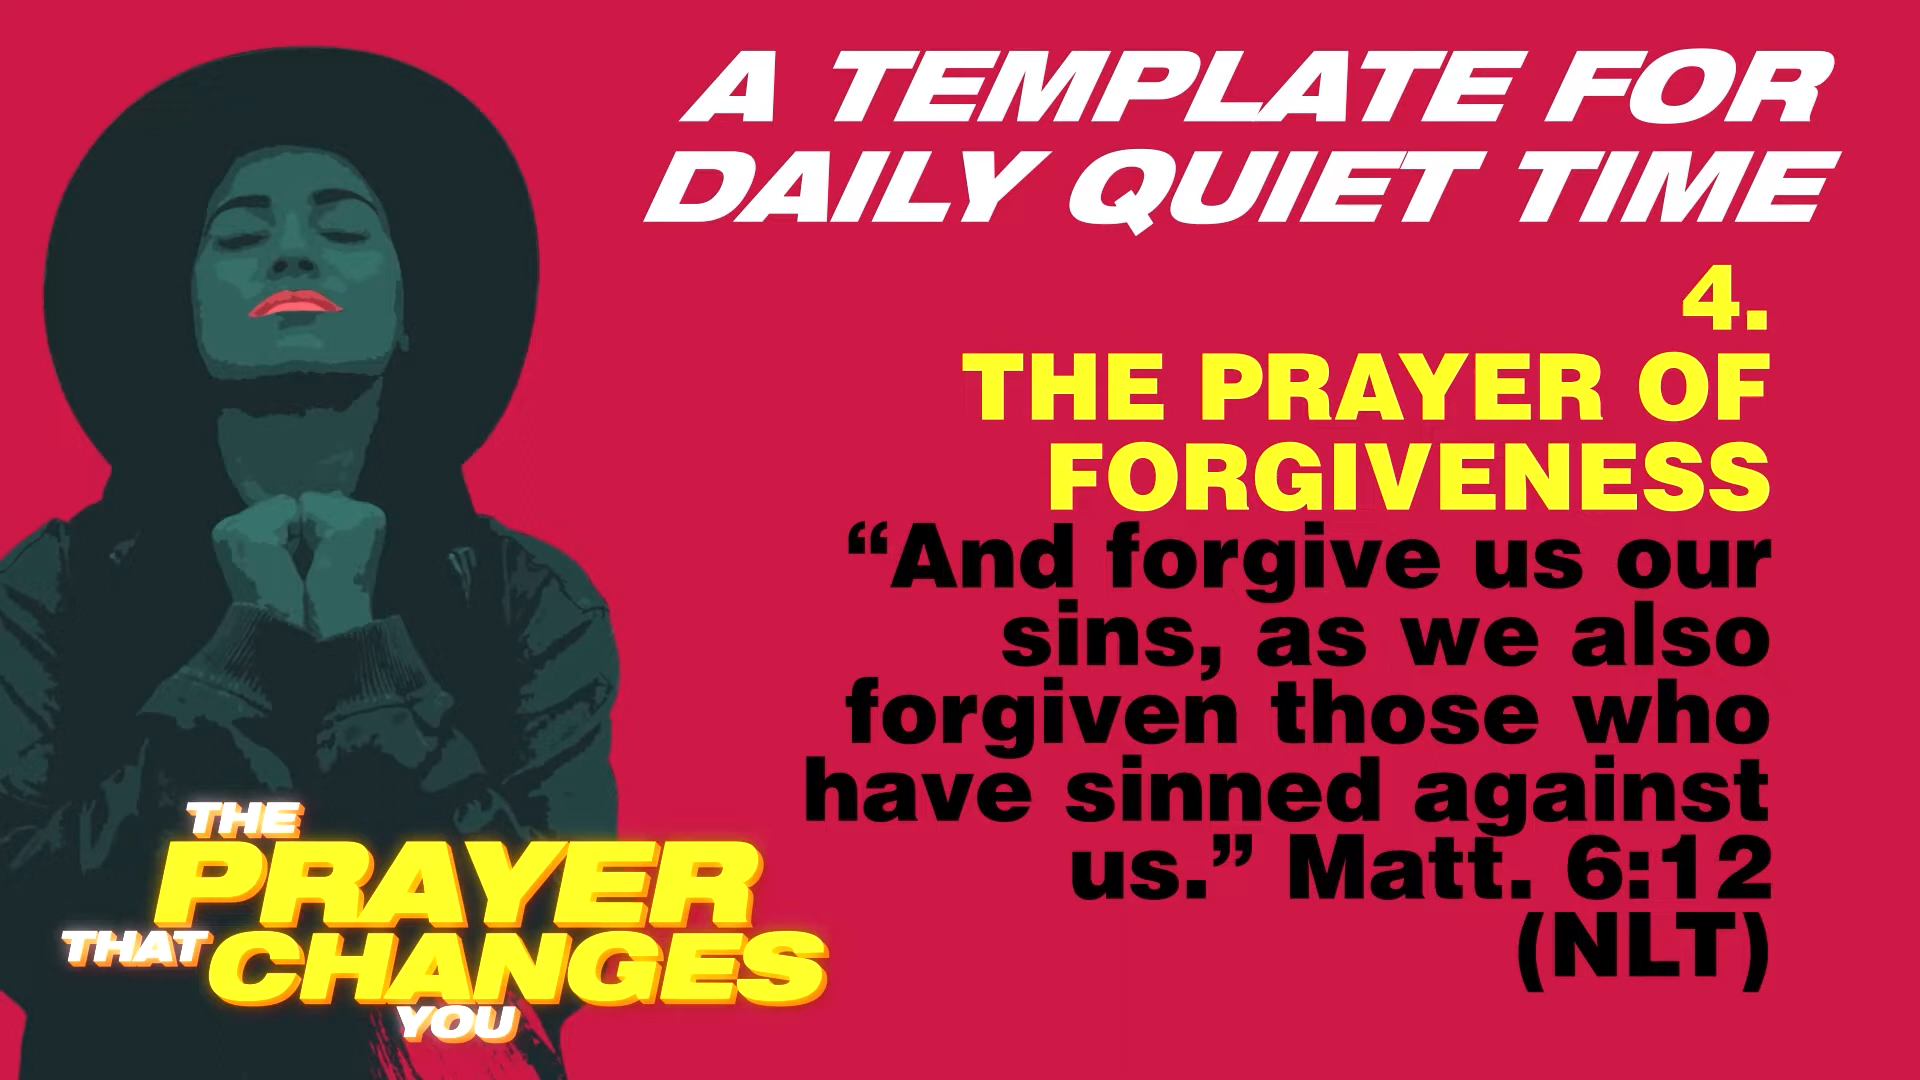 A TEMPLATE FOR
DAILY QUIET TIME
4.
THE PRAYER OF
FORGIVENESS
“And forgive us our
sins, as we also
forgiven those who
have sinned against
us.” Matt. 6:12
(NLT)
THE
PRAYER
THAT CHANGES
YOU